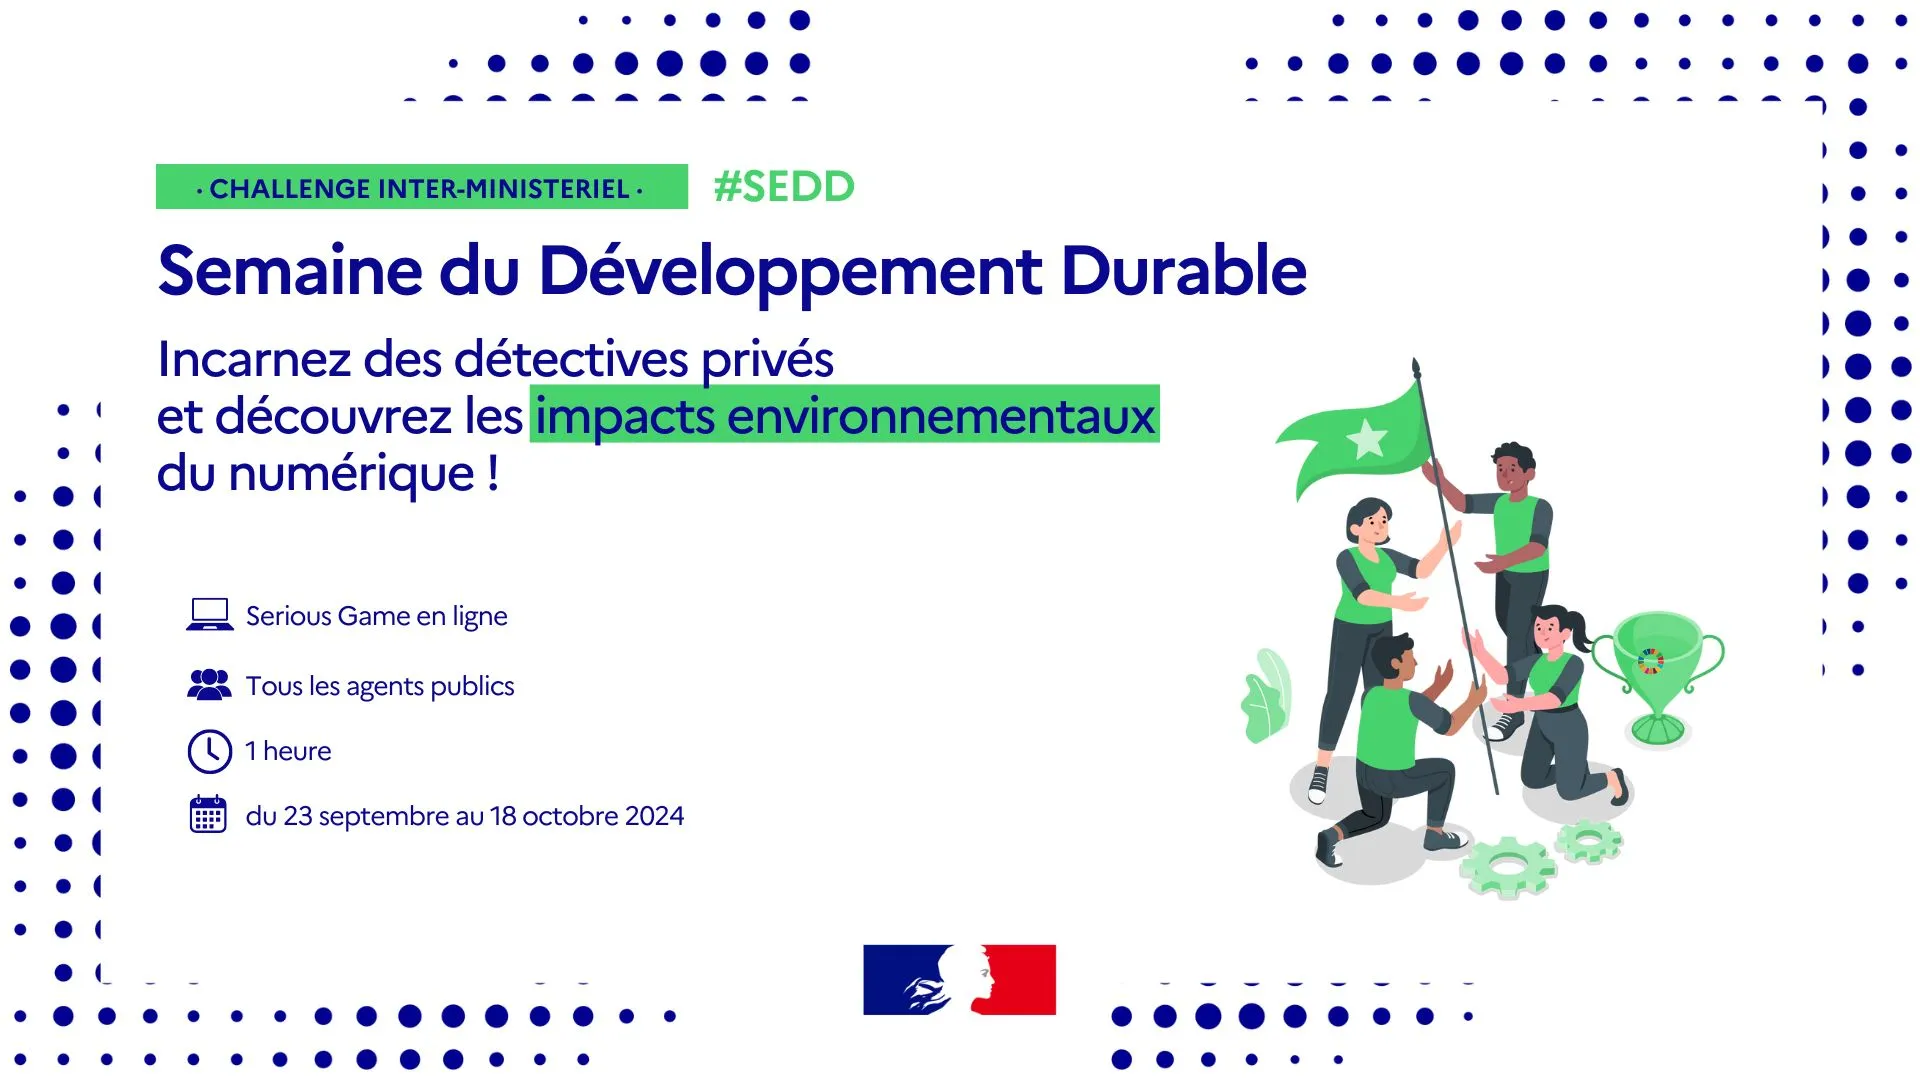 · CHALLENGE INTER-MINISTERIEL ·
#SEDD
Semaine du Développement Durable
Incarnez des détectives privés
et découvrez les impacts environnementaux
du numérique !
Serious Game en ligne
Tous les agents publics
1 heure
du 23 septembre au 18 octobre 2024